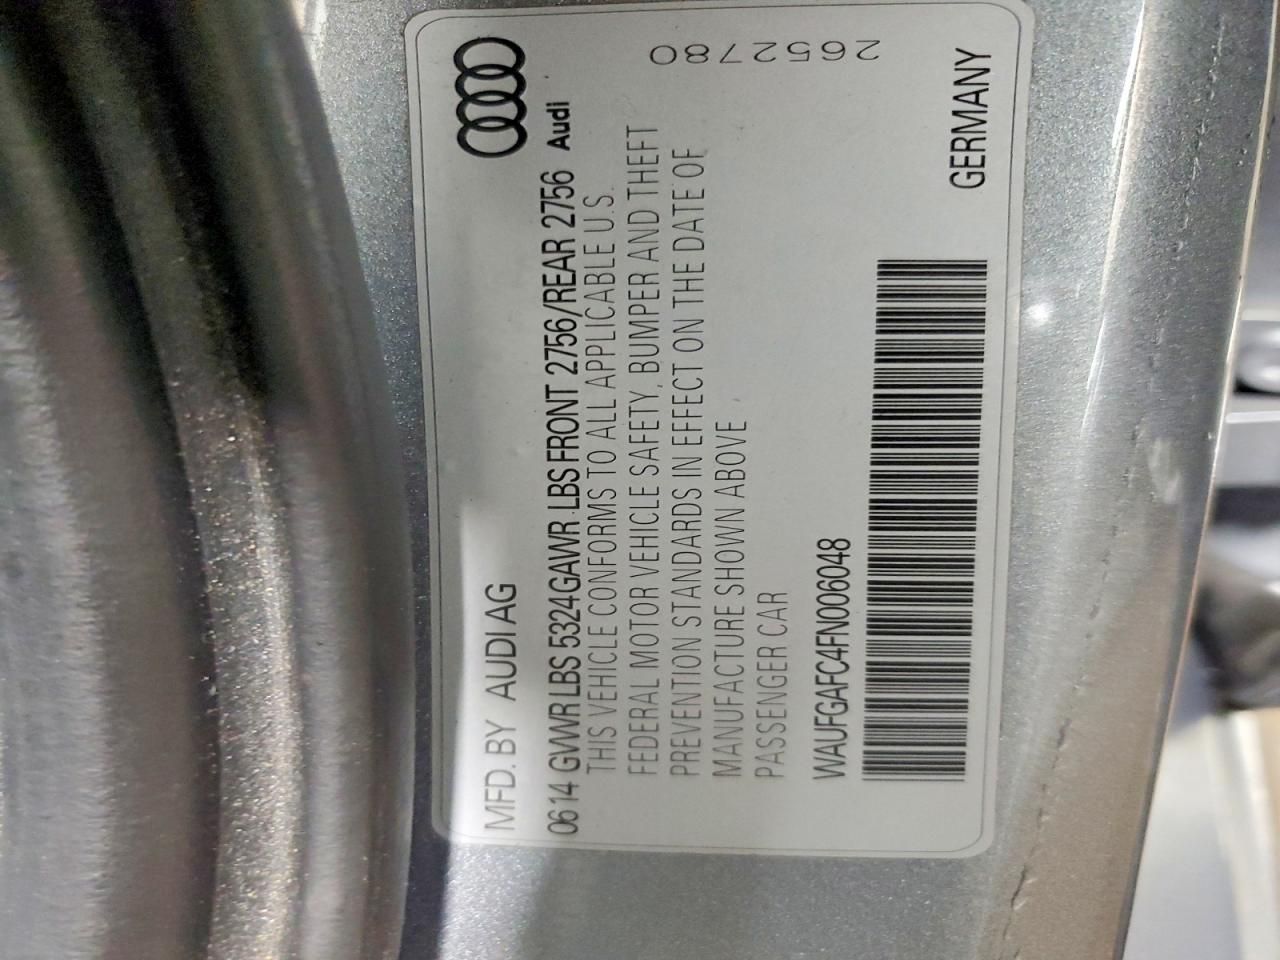 MFD. BY AUDI AG
0614 GVWR LBS 5324 GAWR LBS FRONT 2756/REAR 2756
Audi
THIS VEHICLE CONFORMS TO ALL APPLICABLE U.S.
FEDERAL MOTOR VEHICLE SAFETY, BUMPER AND THEFT
PREVENTION STANDARDS IN EFFECT ON THE DATE OF
MANUFACTURE SHOWN ABOVE
PASSENGER CAR
WAUFGAFC4FN006048
GERMANY
2652780